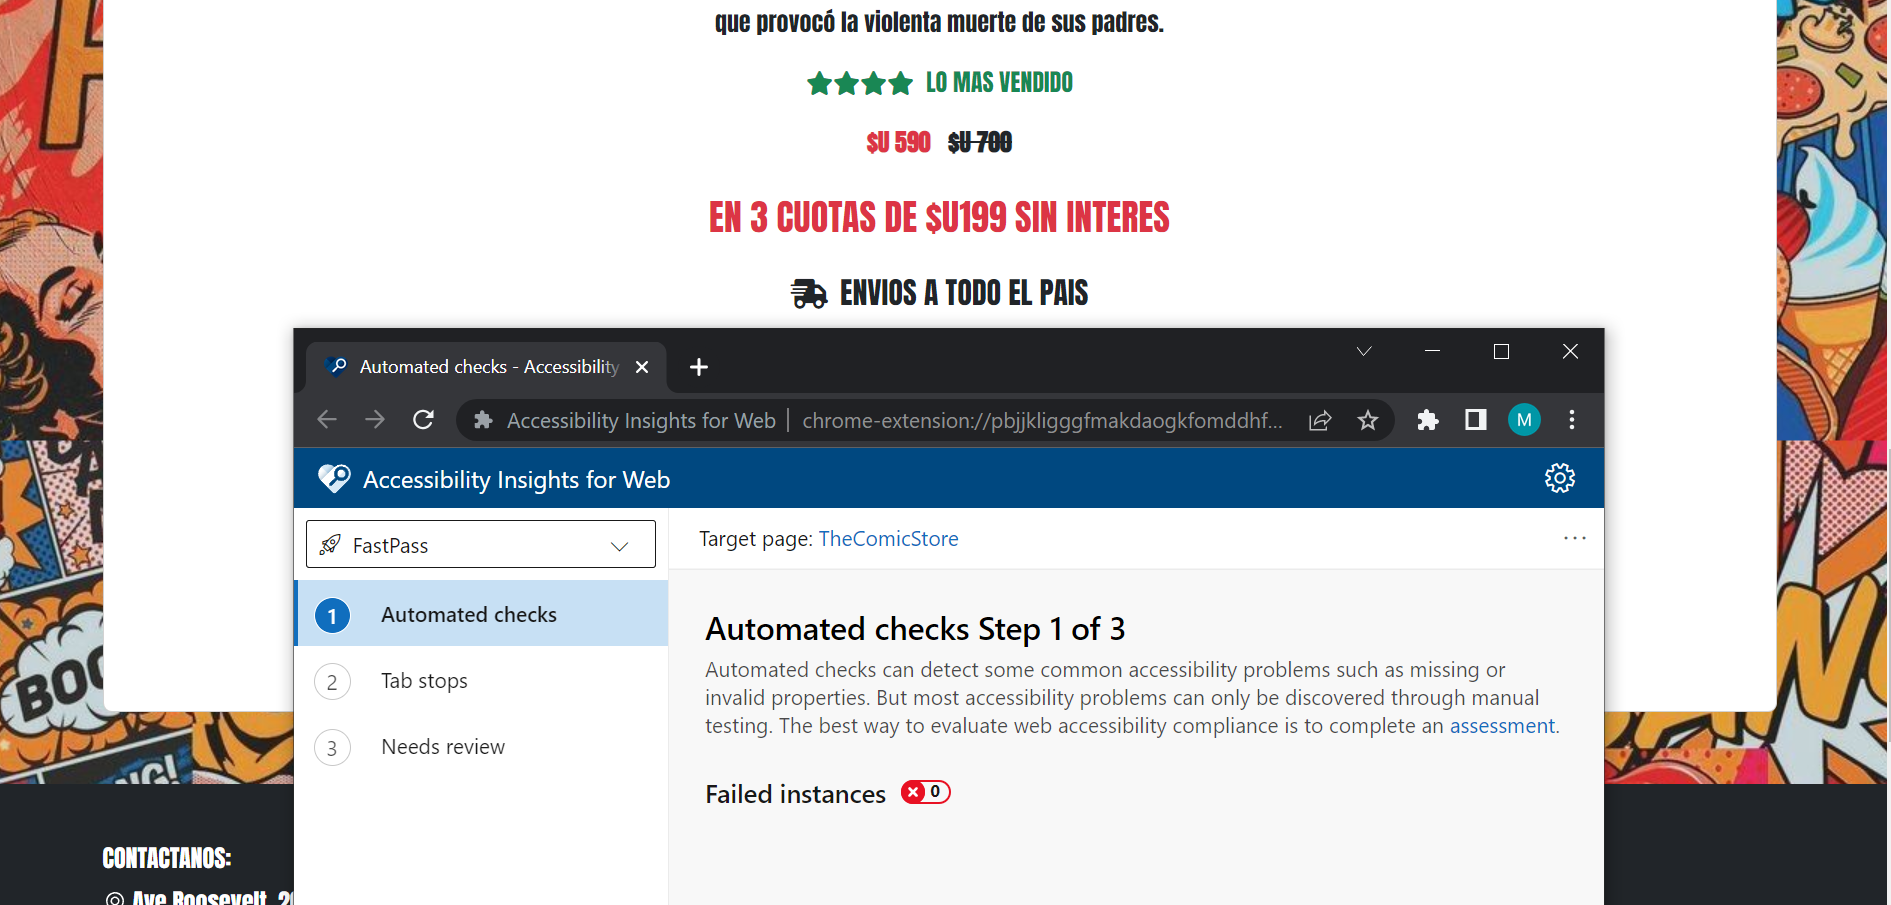 que provocó la violenta muerte de sus padres.
LO MAS VENDIDO
$U 590 $U 700
EN 3 CUOTAS DE $U199 SIN INTERES
ENVIOS A TODO EL PAIS
Automated checks - Accessibility
Accessibility Insights for Web | chrome-extension://pbjjkligggfmakdaogkfomddhf...
M
Accessibility Insights for Web
FastPass
Target page: TheComicStore
1 Automated checks
2 Tab stops
3 Needs review
Automated checks Step 1 of 3
Automated checks can detect some common accessibility problems such as missing or
invalid properties. But most accessibility problems can only be discovered through manual
testing. The best way to evaluate web accessibility compliance is to complete an assessment.
Failed instances 0
CONTACTANOS:
Ave Roosevelt, 20